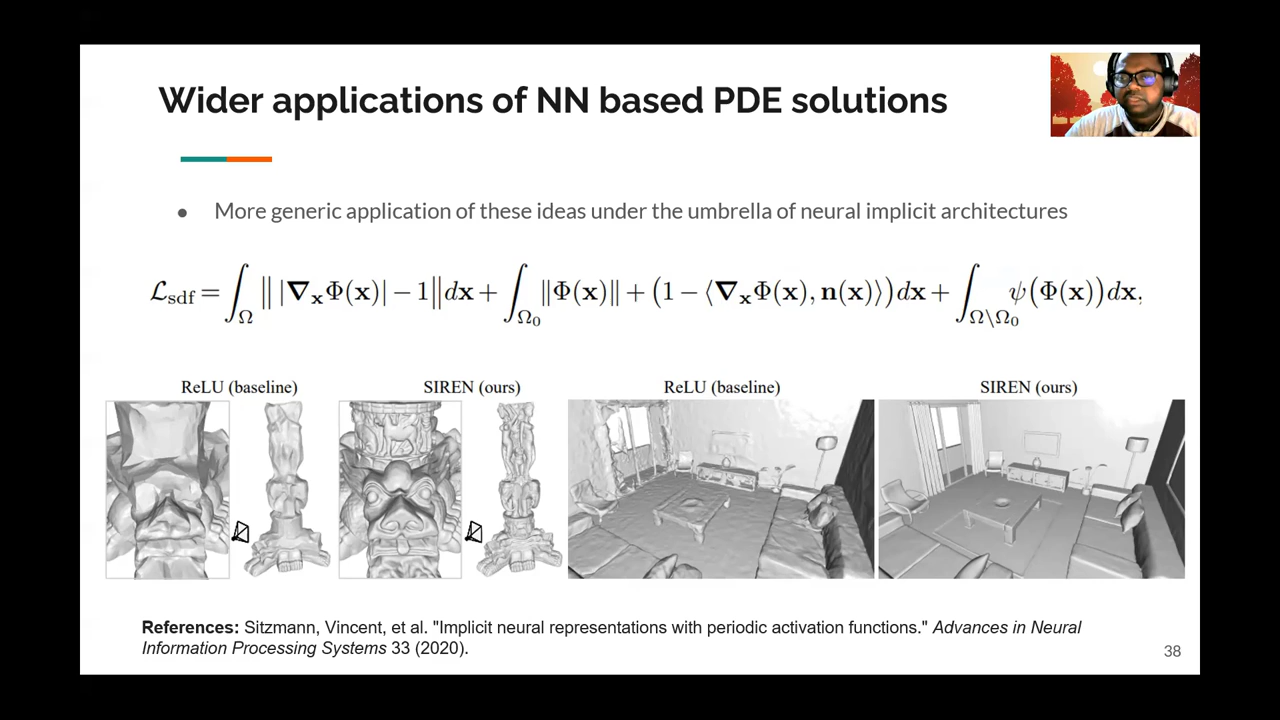 Wider applications of NN based PDE solutions
● More generic application of these ideas under the umbrella of neural implicit architectures
ℒ_sdf = ∫_Ω ‖ |∇_x Φ(x)| − 1 ‖ dx + ∫_Ω₀ ‖Φ(x)‖ + (1 − ⟨∇_x Φ(x), n(x)⟩) dx + ∫_Ω\Ω₀ ψ(Φ(x)) dx,
ReLU (baseline) SIREN (ours) ReLU (baseline) SIREN (ours)
References: Sitzmann, Vincent, et al. "Implicit neural representations with periodic activation functions." Advances in Neural
Information Processing Systems 33 (2020).
38